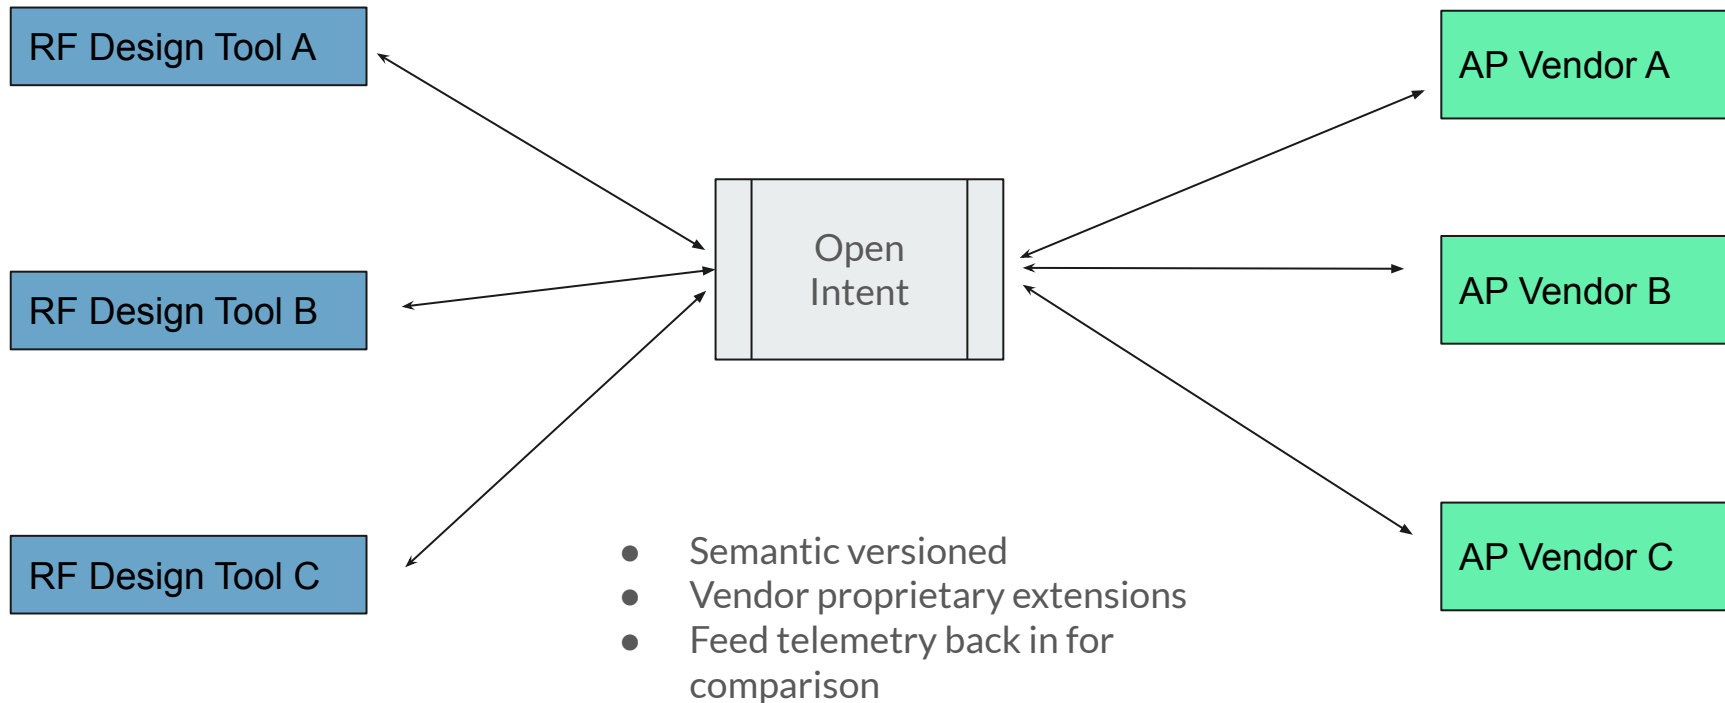 RF Design Tool A
AP Vendor A
Open
Intent
RF Design Tool B
AP Vendor B
RF Design Tool C
AP Vendor C
● Semantic versioned
● Vendor proprietary extensions
● Feed telemetry back in for
comparison